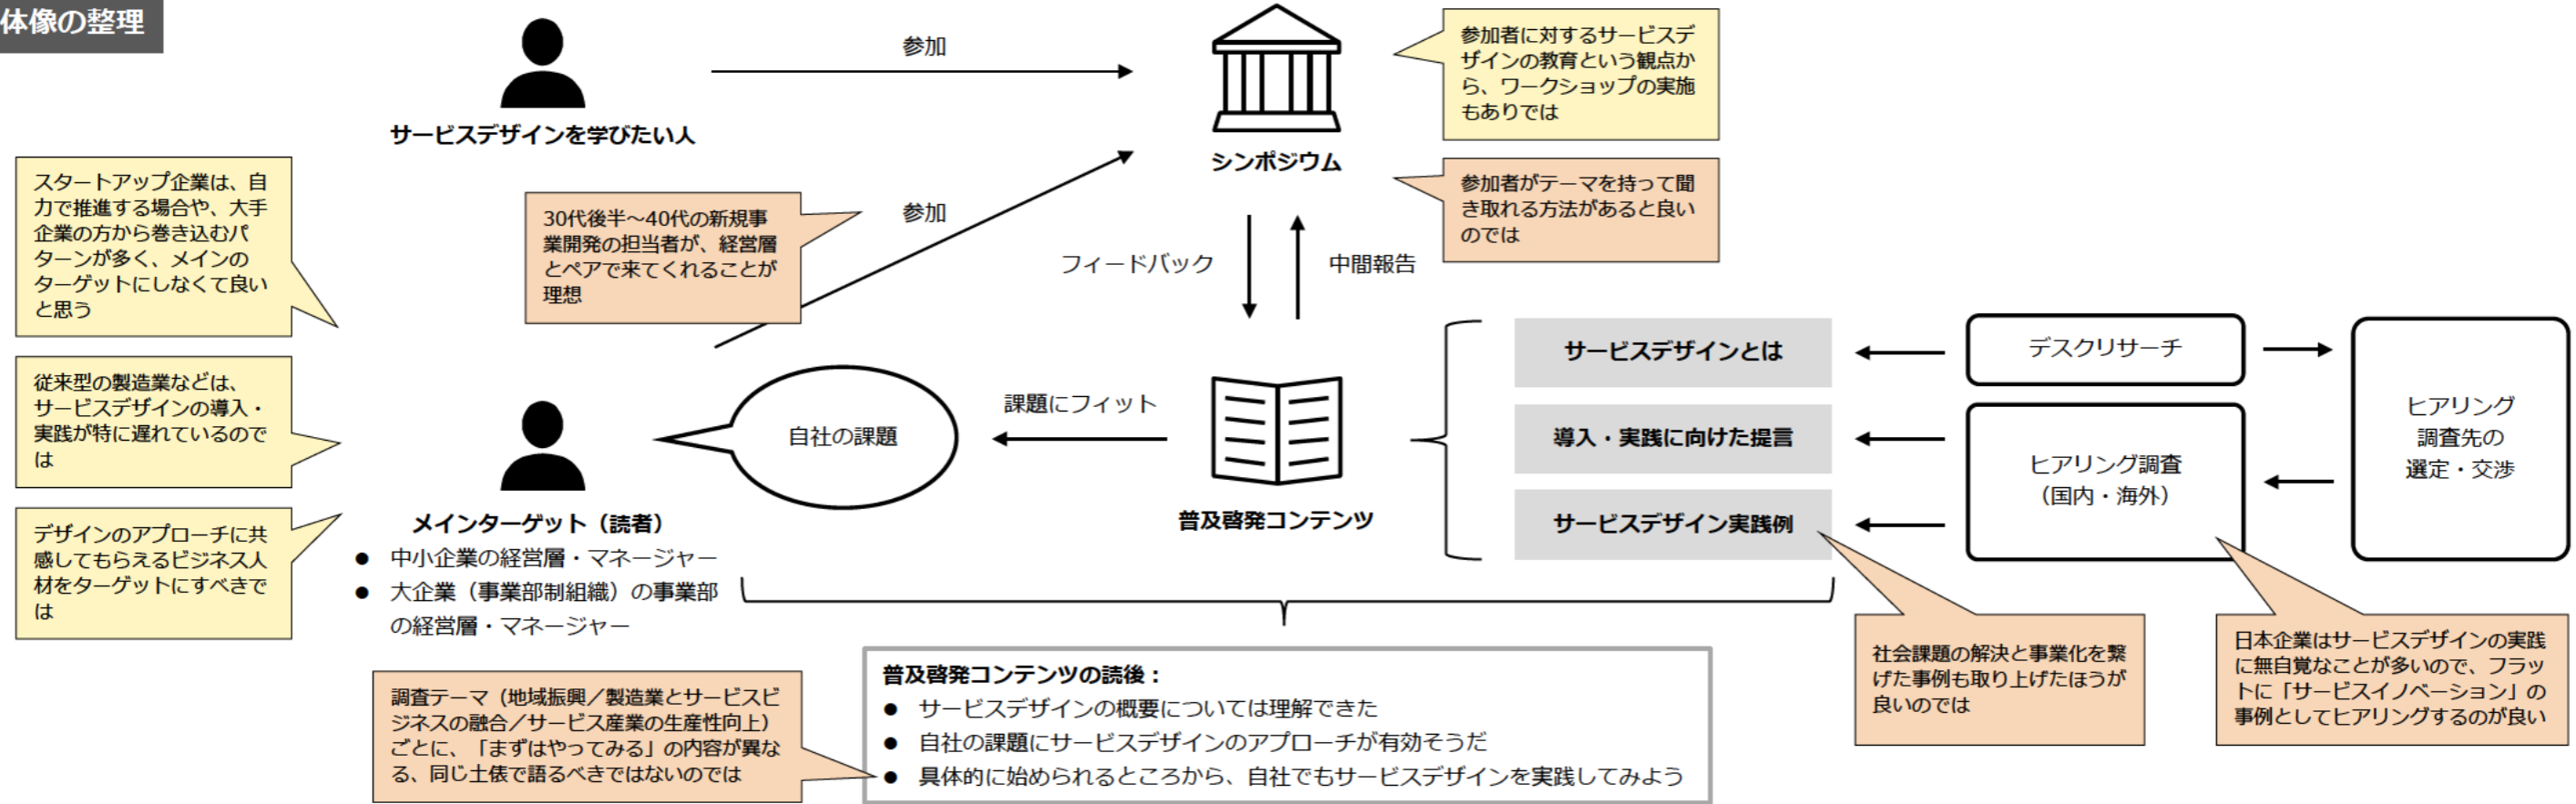 体像の整理
サービスデザインを学びたい人
参加
シンポジウム
参加者に対するサービスデ
ザインの教育という観点か
ら、ワークショップの実施
もありでは
参加者がテーマを持って聞
き取れる方法があると良い
のでは
スタートアップ企業は、自
力で推進する場合や、大手
企業の方から巻き込むパ
ターンが多く、メインの
ターゲットにしなくて良い
と思う
30代後半～40代の新規事
業開発の担当者が、経営層
とペアで来てくれることが
理想
参加
フィードバック
中間報告
従来型の製造業などは、
サービスデザインの導入・
実践が特に遅れているので
は
デザインのアプローチに共
感してもらえるビジネス人
材をターゲットにすべきで
は
メインターゲット（読者）
● 中小企業の経営層・マネージャー
● 大企業（事業部制組織）の事業部
の経営層・マネージャー
自社の課題
課題にフィット
普及啓発コンテンツ
サービスデザインとは
導入・実践に向けた提言
サービスデザイン実践例
デスクリサーチ
ヒアリング調査
（国内・海外）
ヒアリング
調査先の
選定・交渉
調査テーマ（地域振興／製造業とサービスビ
ジネスの融合／サービス産業の生産性向上）
ごとに、「まずはやってみる」の内容が異な
る、同じ土俵で語るべきではないのでは
普及啓発コンテンツの読後：
● サービスデザインの概要については理解できた
● 自社の課題にサービスデザインのアプローチが有効そうだ
● 具体的に始められるところから、自社でもサービスデザインを実践してみよう
社会課題の解決と事業化を繋
げた事例も取り上げたほうが
良いのでは
日本企業はサービスデザインの実践
に無自覚なことが多いので、フラッ
トに「サービスイノベーション」の
事例としてヒアリングするのが良い